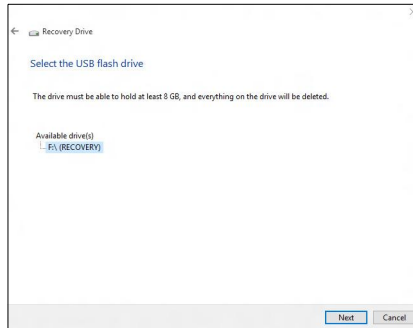 Recovery Drive
Select the USB flash drive
The drive must be able to hold at least 8 GB, and everything on the drive will be deleted.
Available drive(s)
F:\ (RECOVERY)
Next Cancel